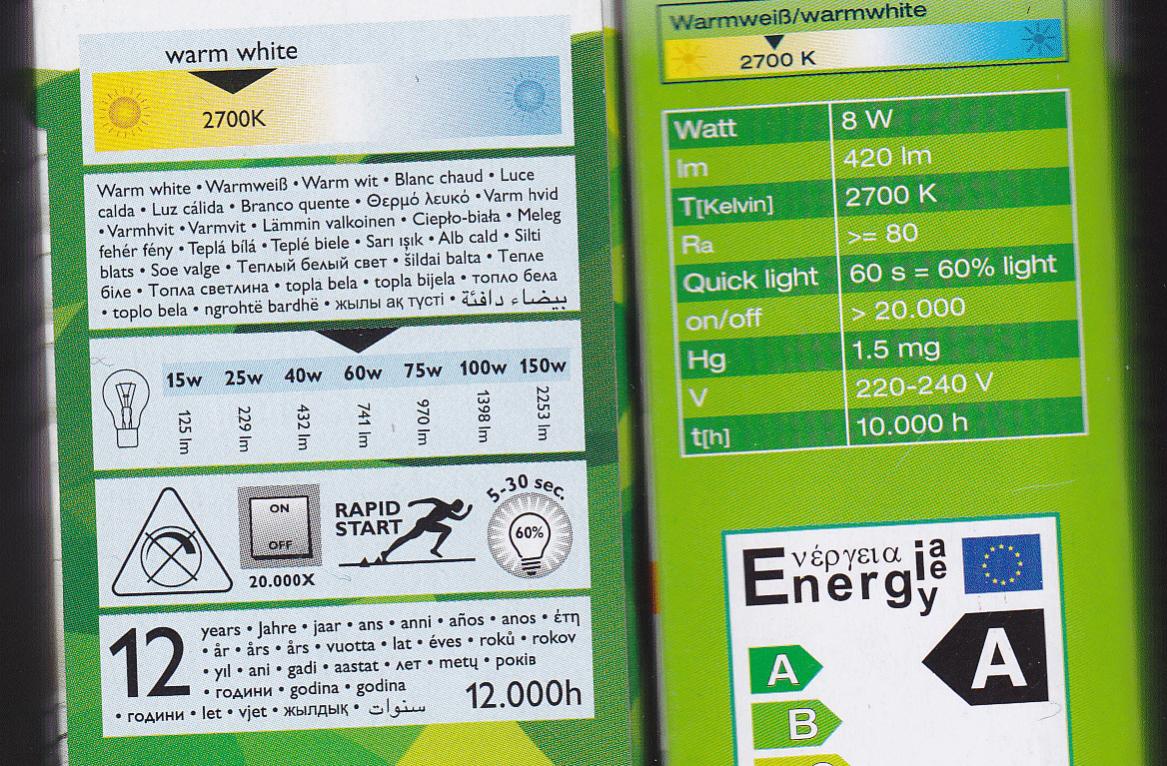 warm white
2700K
Warm white • Warmweiß • Warm wit • Blanc chaud • Luce
calda • Luz cálida • Branco quente • Θερμό λευκό • Varm hvid
• Varmhvit • Varmvit • Lämmin valkoinen • Ciepło-biała • Meleg
fehér fény • Teplá bílá • Teplé biele • Sarı ışık • Alb cald • Silti
blats • Soe valge • Теплый белый свет • šildai balta • Тепле
біле • Топла светлина • topla bela • topla bijela • топло бела
• toplo bela • ngrohtë bardhë • жылы ақ түсті • بيضاء دافئة
15w 25w 40w 60w 75w 100w 150w
125 lm 229 lm 432 lm 741 lm 970 lm 1398 lm 2253 lm
ON
OFF
20.000X
RAPID
START
5-30 sec.
60%
12
years • Jahre • jaar • ans • anni • años • anos • έτη
• år • års • års • vuotta • lat • éves • roků • rokov
• yıl • ani • gadi • aastat • лет • metų • років
• години • godina • godina
• години • let • vjet • жылдық • سنوات
12.000h
Warmweiß/warmwhite
2700 K
Watt 8 W
lm 420 lm
T[Kelvin] 2700 K
Ra >= 80
Quick light 60 s = 60% light
on/off > 20.000
Hg 1.5 mg
V 220-240 V
t[h] 10.000 h
Ενέργεια
Energ ia ie y
A
A
B